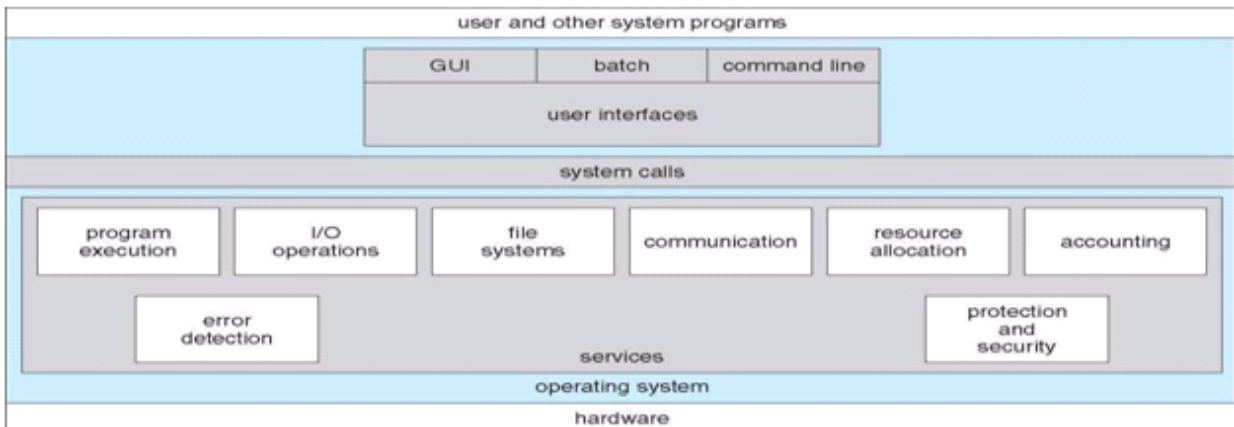 user and other system programs
GUI
batch
command line
user interfaces
system calls
program
execution
I/O
operations
file
systems
communication
resource
allocation
accounting
error
detection
protection
and
security
services
operating system
hardware